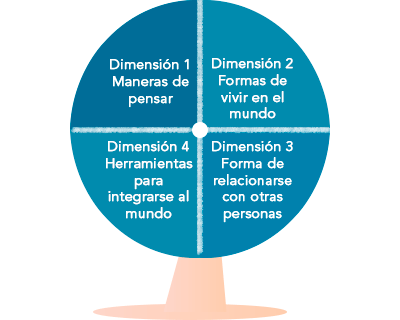 Dimensión 1
Maneras de
pensar
Dimensión 2
Formas de
vivir en el
mundo
Dimensión 4
Herramientas
para
integrarse al
mundo
Dimensión 3
Forma de
relacionarse
con otras
personas